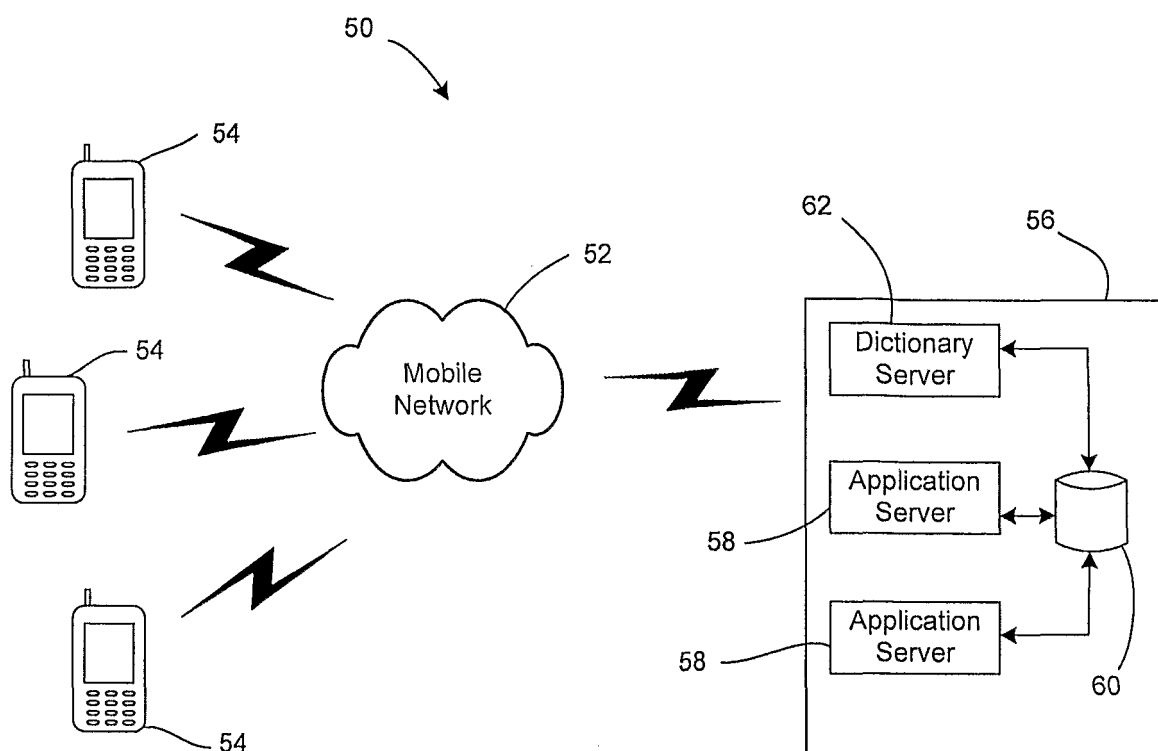 50
54
62
56
52
Dictionary
Server
54
Mobile
Network
Application
Server
58
Application
Server
58
60
54